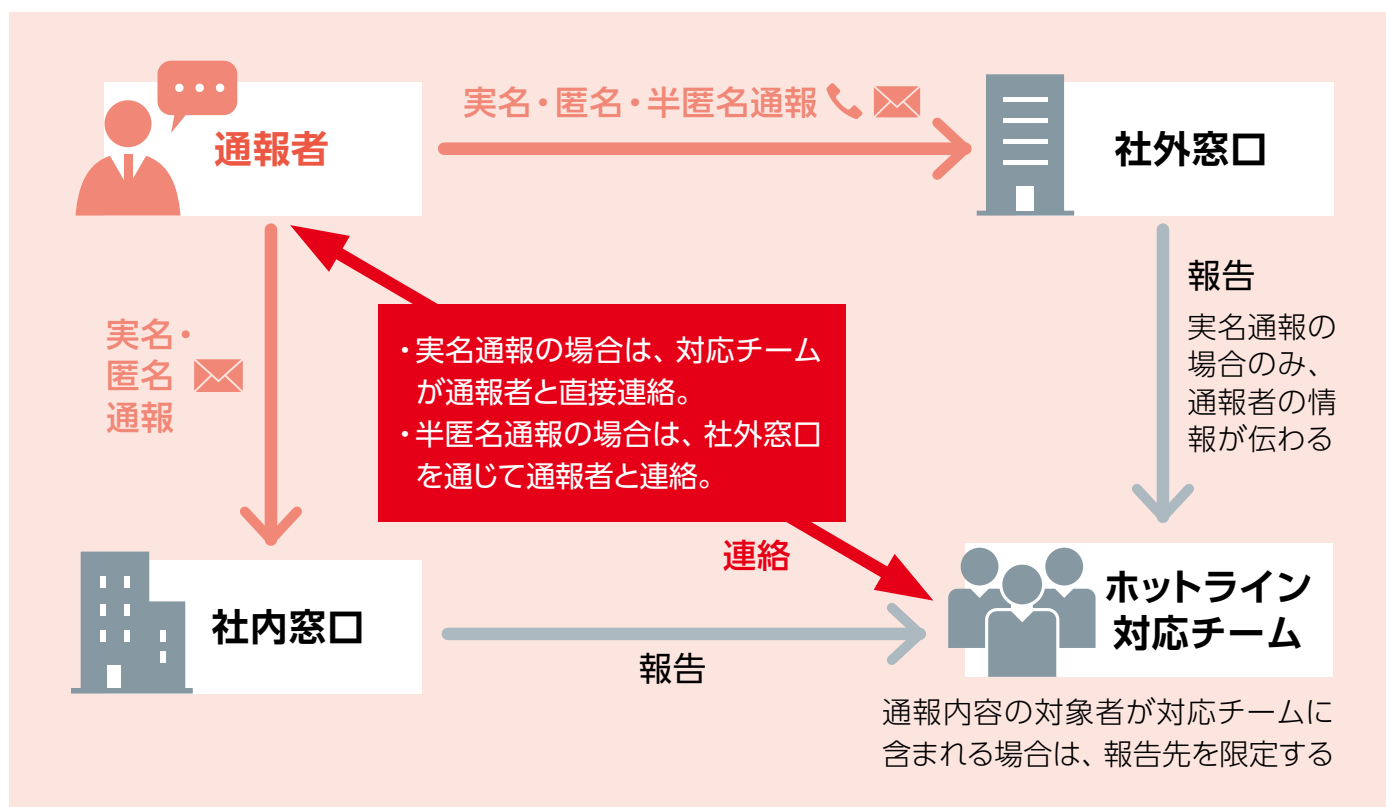 通報者
実名・匿名・半匿名通報
社外窓口
実名・
匿名
通報
・実名通報の場合は、対応チーム
が通報者と直接連絡。
・半匿名通報の場合は、社外窓口
を通じて通報者と連絡。
連絡
報告
実名通報の
場合のみ、
通報者の情
報が伝わる
社内窓口
報告
ホットライン
対応チーム
通報内容の対象者が対応チームに
含まれる場合は、報告先を限定する